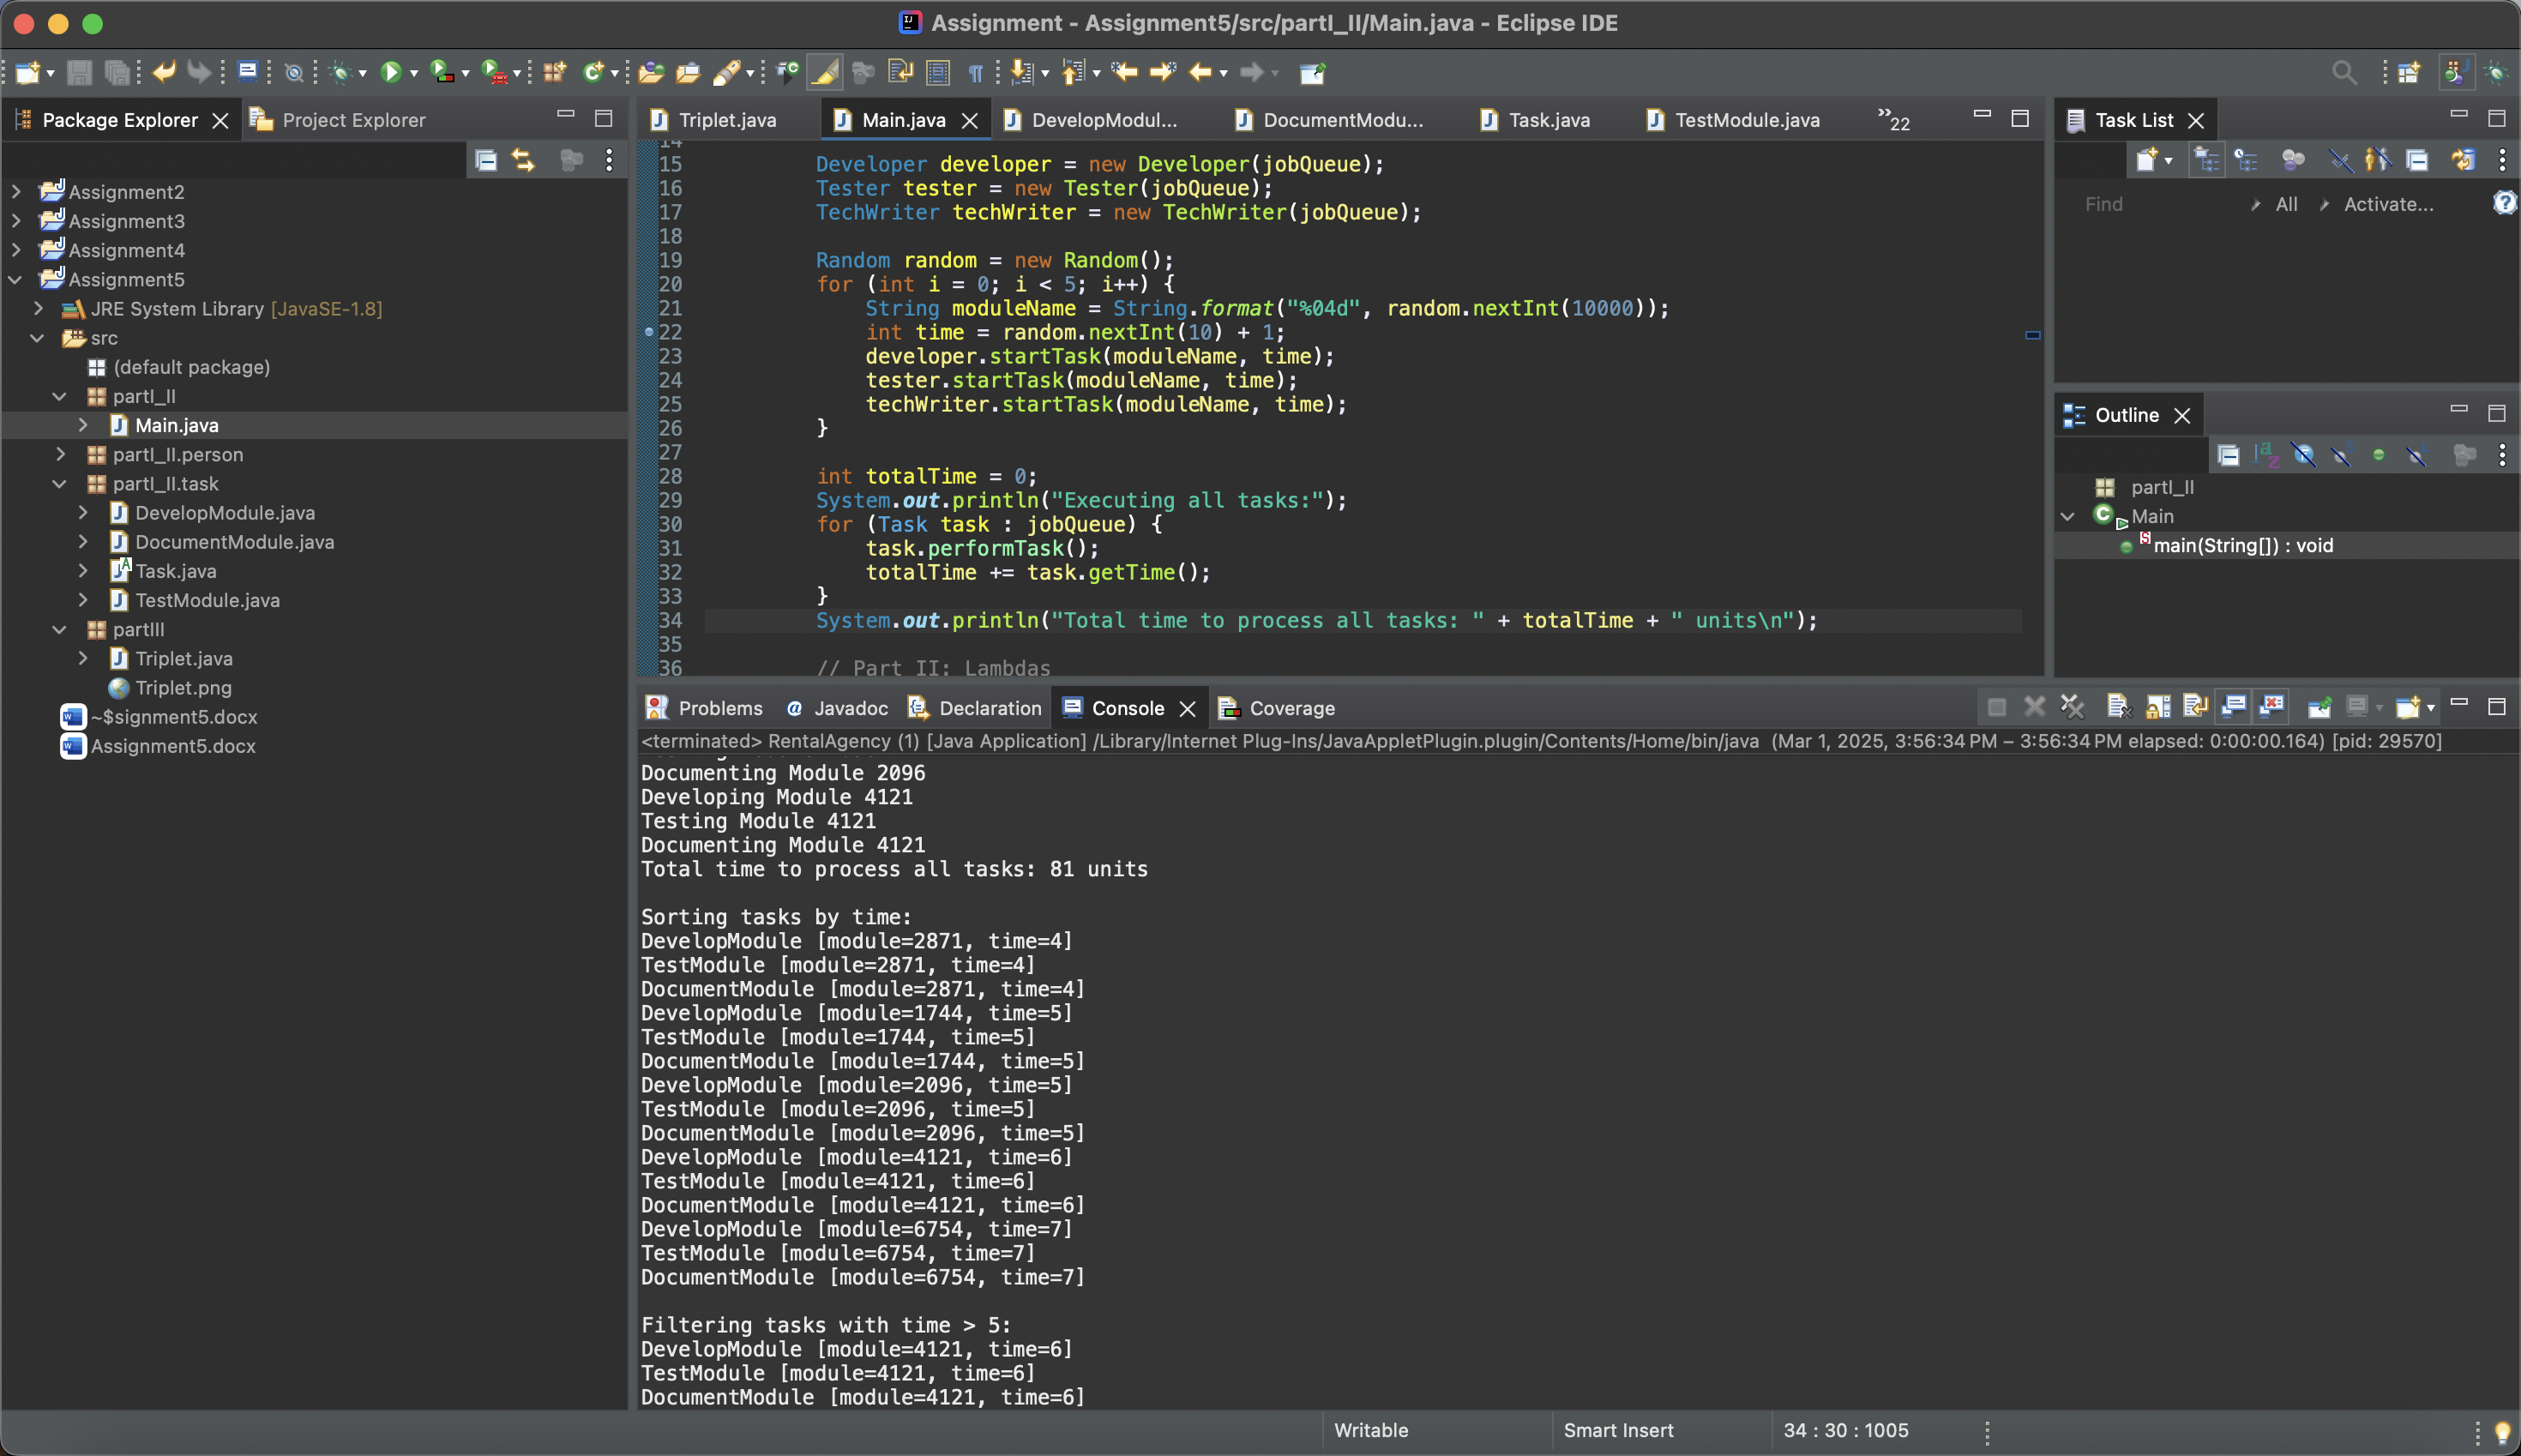 Assignment - Assignment5/src/partI_II/Main.java - Eclipse IDE
Package Explorer
Project Explorer
Assignment2
Assignment3
Assignment4
Assignment5
JRE System Library [JavaSE-1.8]
src
(default package)
partI_II
Main.java
partI_II.person
partI_II.task
DevelopModule.java
DocumentModule.java
Task.java
TestModule.java
partIII
Triplet.java
Triplet.png
~$signment5.docx
Assignment5.docx
Triplet.java
Main.java
DevelopModul...
DocumentModu...
Task.java
TestModule.java
»22
14
15 Developer developer = new Developer(jobQueue);
16 Tester tester = new Tester(jobQueue);
17 TechWriter techWriter = new TechWriter(jobQueue);
18
19 Random random = new Random();
20 for (int i = 0; i < 5; i++) {
21 String moduleName = String.format("%04d", random.nextInt(10000));
22 int time = random.nextInt(10) + 1;
23 developer.startTask(moduleName, time);
24 tester.startTask(moduleName, time);
25 techWriter.startTask(moduleName, time);
26 }
27
28 int totalTime = 0;
29 System.out.println("Executing all tasks:");
30 for (Task task : jobQueue) {
31 task.performTask();
32 totalTime += task.getTime();
33 }
34 System.out.println("Total time to process all tasks: " + totalTime + " units\n");
35
36 // Part II: Lambdas
Task List
Find
All
Activate...
Outline
partI_II
Main
main(String[]) : void
Problems
Javadoc
Declaration
Console
Coverage
<terminated> RentalAgency (1) [Java Application] /Library/Internet Plug-Ins/JavaAppletPlugin.plugin/Contents/Home/bin/java (Mar 1, 2025, 3:56:34 PM – 3:56:34 PM elapsed: 0:00:00.164) [pid: 29570]
Documenting Module 2096
Developing Module 4121
Testing Module 4121
Documenting Module 4121
Total time to process all tasks: 81 units
Sorting tasks by time:
DevelopModule [module=2871, time=4]
TestModule [module=2871, time=4]
DocumentModule [module=2871, time=4]
DevelopModule [module=1744, time=5]
TestModule [module=1744, time=5]
DocumentModule [module=1744, time=5]
DevelopModule [module=2096, time=5]
TestModule [module=2096, time=5]
DocumentModule [module=2096, time=5]
DevelopModule [module=4121, time=6]
TestModule [module=4121, time=6]
DocumentModule [module=4121, time=6]
DevelopModule [module=6754, time=7]
TestModule [module=6754, time=7]
DocumentModule [module=6754, time=7]
Filtering tasks with time > 5:
DevelopModule [module=4121, time=6]
TestModule [module=4121, time=6]
DocumentModule [module=4121, time=6]
Writable
Smart Insert
34 : 30 : 1005